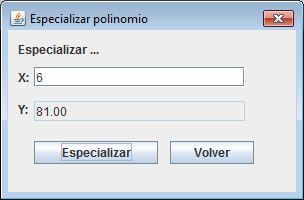 Especializar polinomio
Especializar ...
X: 6
Y: 81.00
Especializar Volver